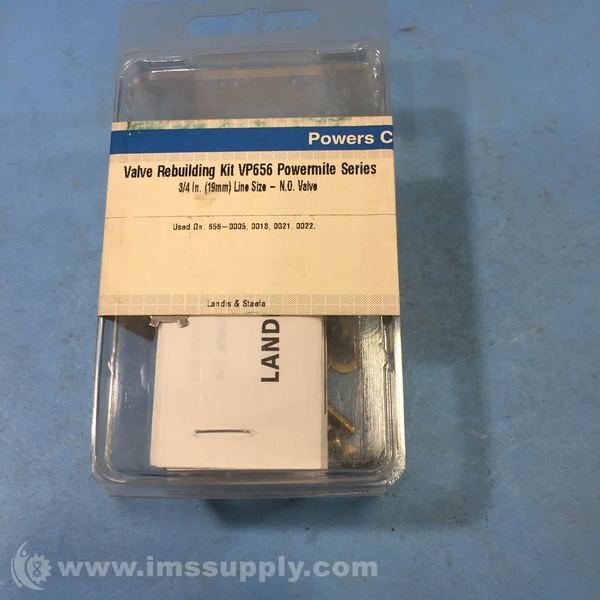 Powers C
Valve Rebuilding Kit VP656 Powermite Series
3/4 In. (19mm) Line Size – N.O. Valve
Used On: 656–0005, 0018, 0021, 0022.
Landis & Staefa
LAND
www.imssupply.com